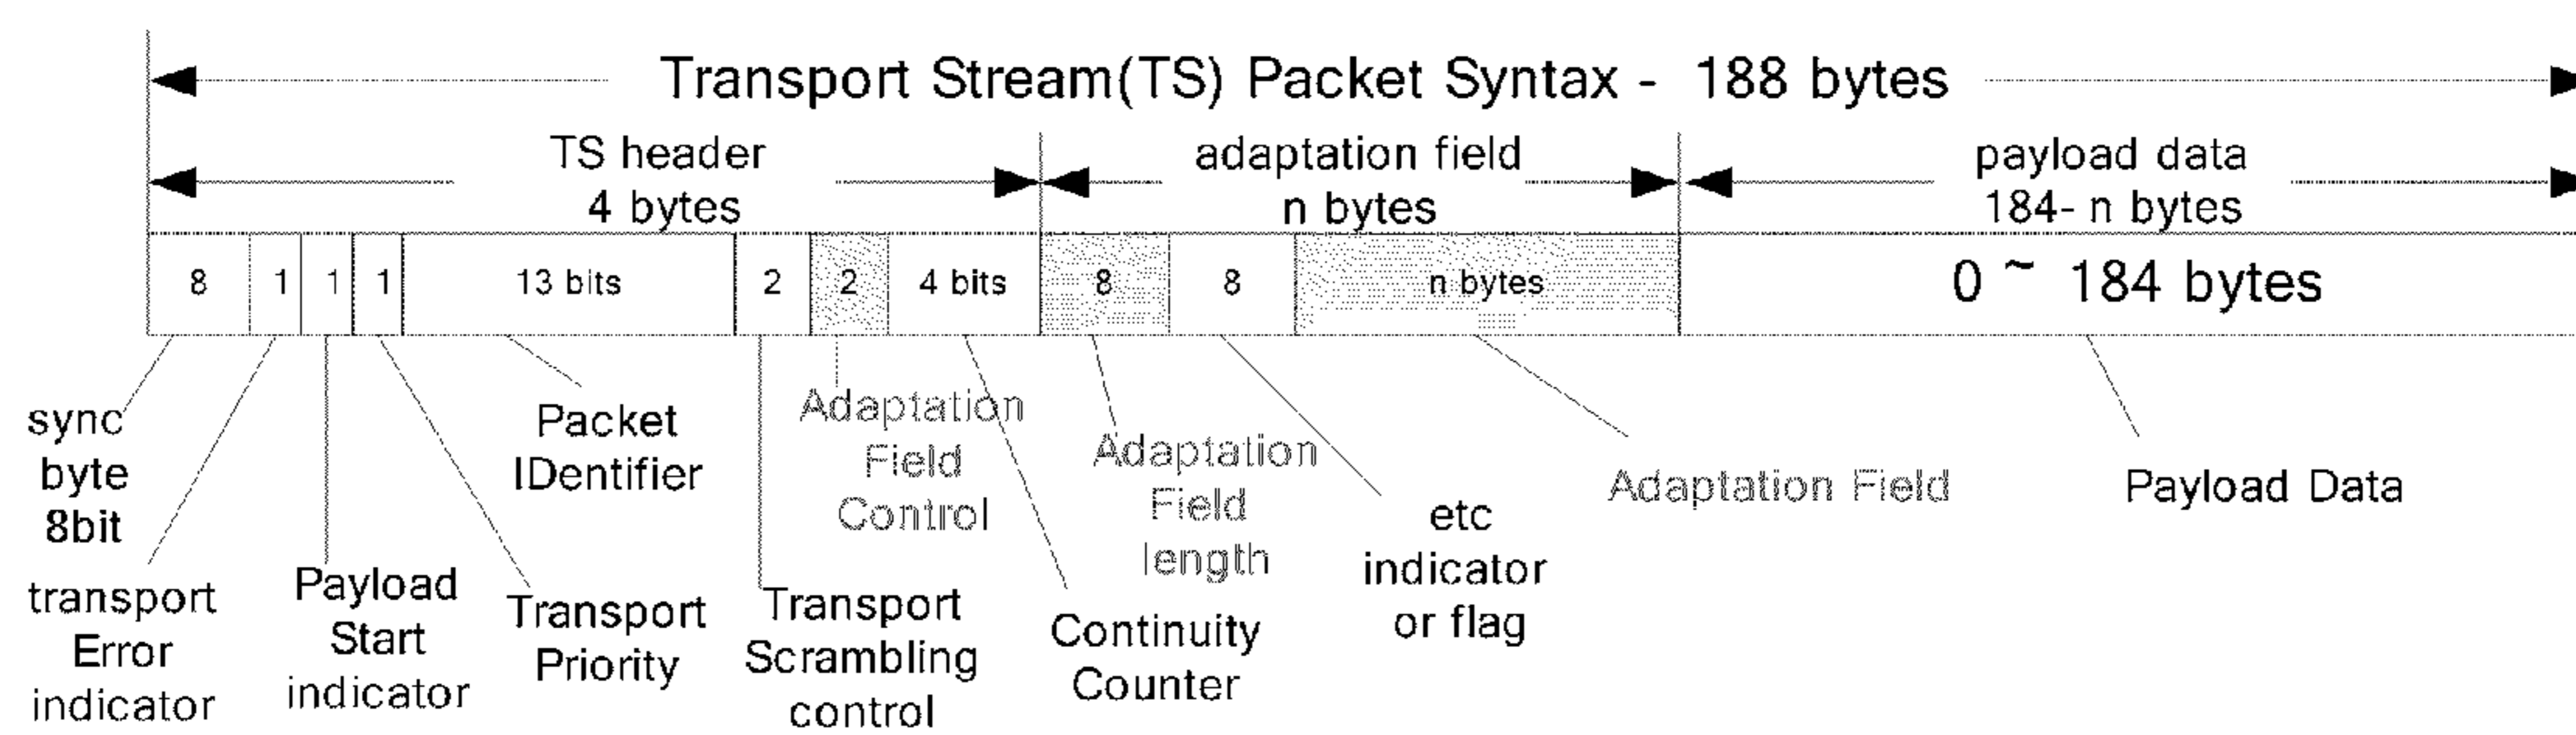 Transport Stream(TS) Packet Syntax - 188 bytes
TS header
4 bytes
adaptation field
n bytes
payload data
184- n bytes
8 1 1 1 13 bits 2 2 4 bits 8 8 n bytes 0 ~ 184 bytes
sync
byte
8bit
transport
Error
indicator
Payload
Start
indicator
Transport
Priority
Packet
IDentifier
Transport
Scrambling
control
Adaptation
Field
Control
Continuity
Counter
Adaptation
Field
length
etc
indicator
or flag
Adaptation Field
Payload Data